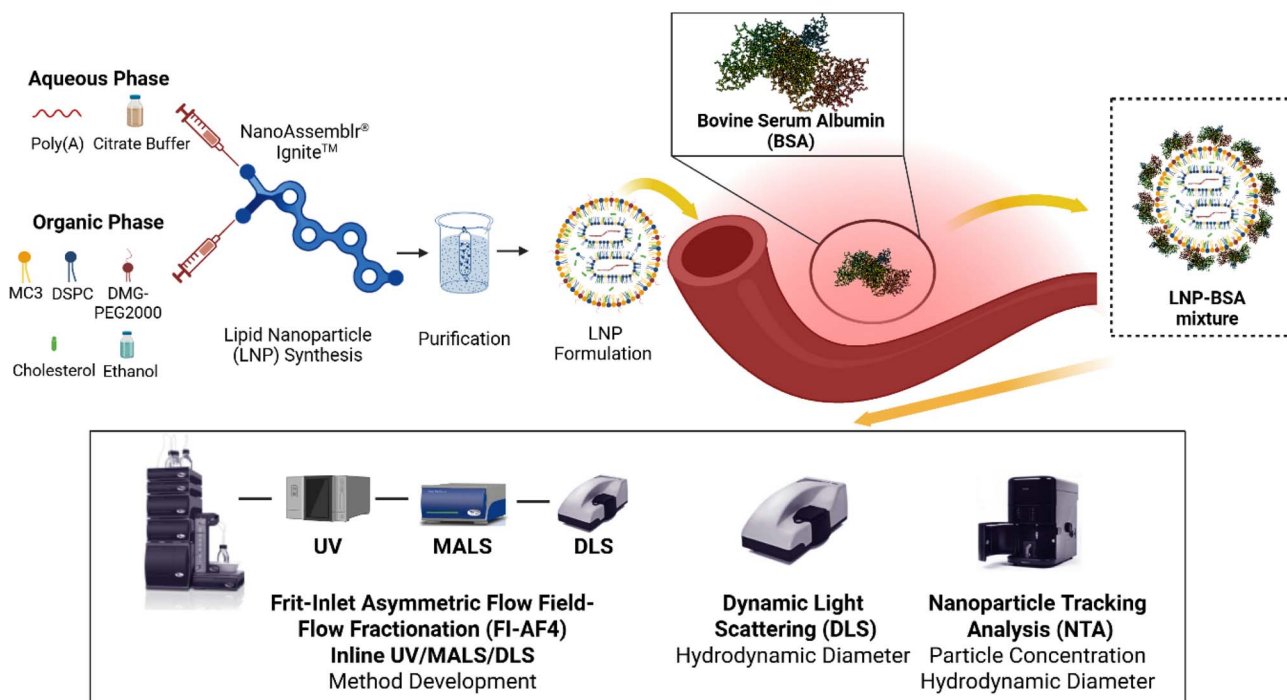 Aqueous Phase
Poly(A)
Citrate Buffer
NanoAssemblr®
Ignite™
Organic Phase
MC3
DSPC
DMG-
PEG2000
Cholesterol
Ethanol
Lipid Nanoparticle
(LNP) Synthesis
Purification
LNP
Formulation
Bovine Serum Albumin
(BSA)
LNP-BSA
mixture
UV
MALS
DLS
Frit-Inlet Asymmetric Flow Field-
Flow Fractionation (FI-AF4)
Inline UV/MALS/DLS
Method Development
Dynamic Light
Scattering (DLS)
Hydrodynamic Diameter
Nanoparticle Tracking
Analysis (NTA)
Particle Concentration
Hydrodynamic Diameter